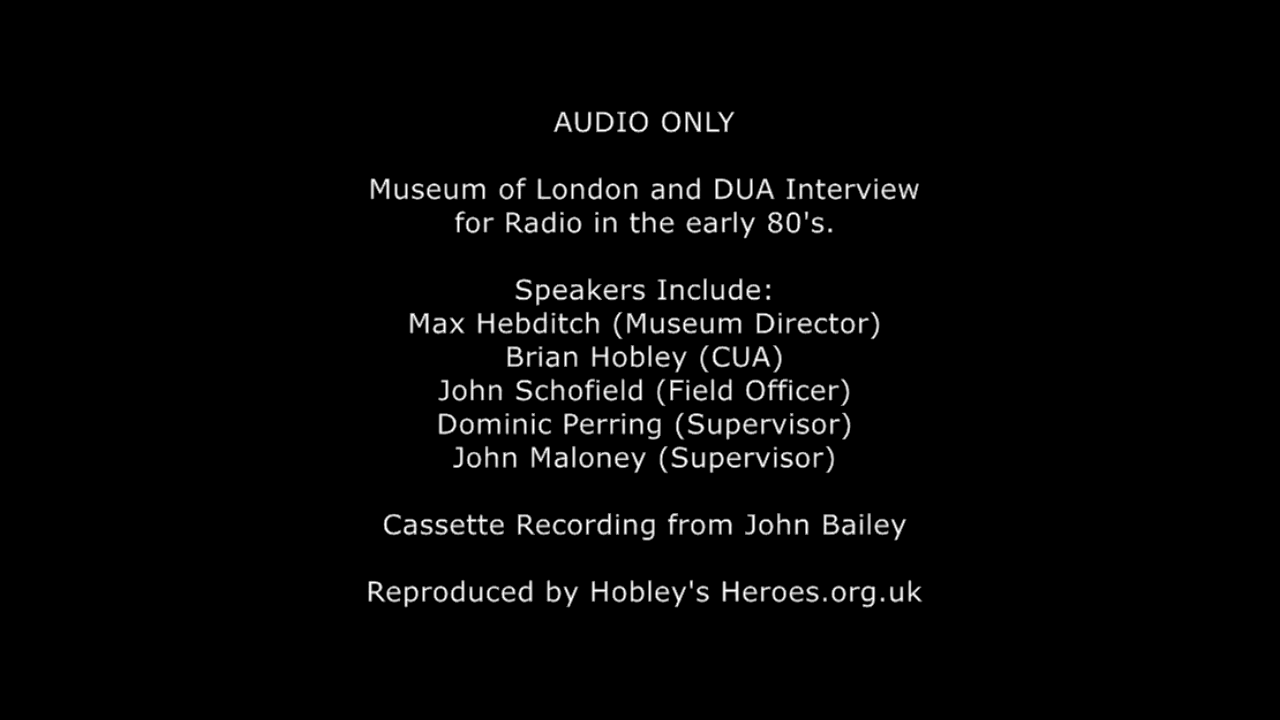 AUDIO ONLY
Museum of London and DUA Interview
for Radio in the early 80's.
Speakers Include:
Max Hebditch (Museum Director)
Brian Hobley (CUA)
John Schofield (Field Officer)
Dominic Perring (Supervisor)
John Maloney (Supervisor)
Cassette Recording from John Bailey
Reproduced by Hobley's Heroes.org.uk